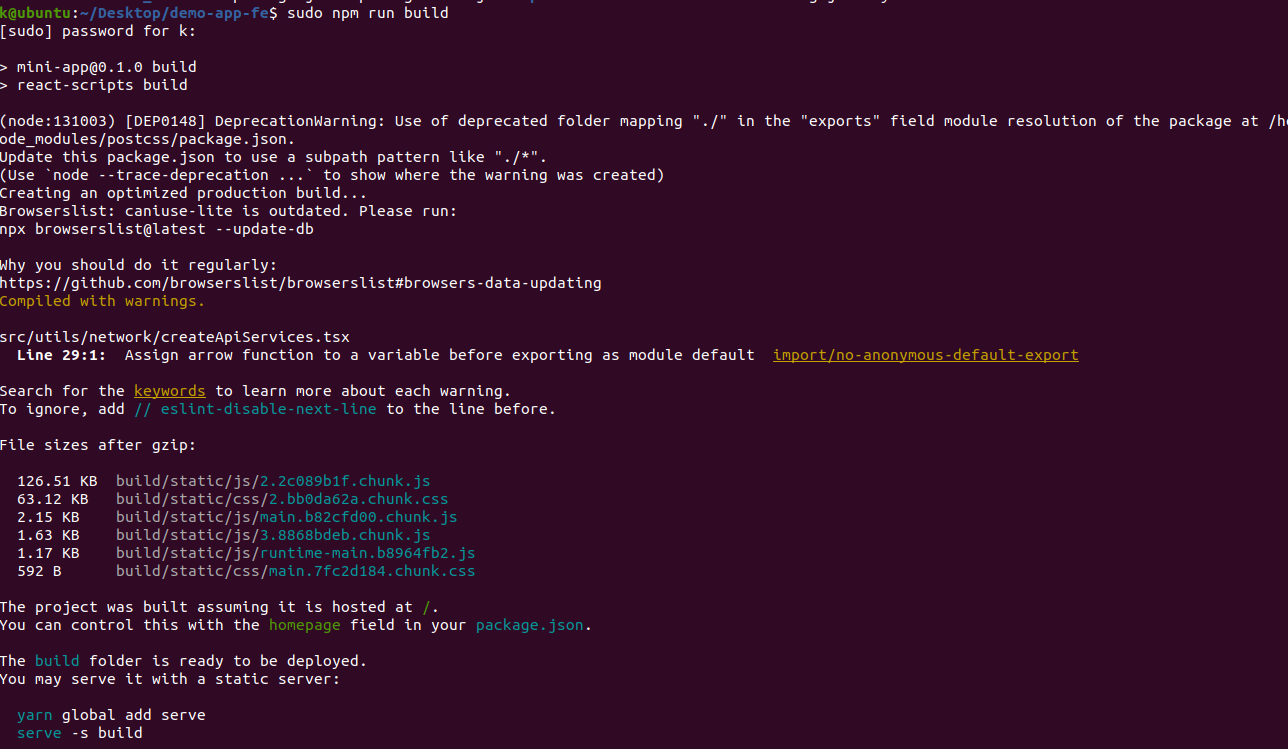 k@ubuntu:~/Desktop/demo-app-fe$ sudo npm run build
[sudo] password for k:
> mini-app@0.1.0 build
> react-scripts build
(node:131003) [DEP0148] DeprecationWarning: Use of deprecated folder mapping "./" in the "exports" field module resolution of the package at /h
ode_modules/postcss/package.json.
Update this package.json to use a subpath pattern like "./*".
(Use `node --trace-deprecation ...` to show where the warning was created)
Creating an optimized production build...
Browserslist: caniuse-lite is outdated. Please run:
npx browserslist@latest --update-db
Why you should do it regularly:
https://github.com/browserslist/browserslist#browsers-data-updating
Compiled with warnings.
src/utils/network/createApiServices.tsx
Line 29:1:  Assign arrow function to a variable before exporting as module default  import/no-anonymous-default-export
Search for the keywords to learn more about each warning.
To ignore, add // eslint-disable-next-line to the line before.
File sizes after gzip:
126.51 KB  build/static/js/2.2c089b1f.chunk.js
63.12 KB   build/static/css/2.bb0da62a.chunk.css
2.15 KB    build/static/js/main.b82cfd00.chunk.js
1.63 KB    build/static/js/3.8868bdeb.chunk.js
1.17 KB    build/static/js/runtime-main.b8964fb2.js
592 B      build/static/css/main.7fc2d184.chunk.css
The project was built assuming it is hosted at /.
You can control this with the homepage field in your package.json.
The build folder is ready to be deployed.
You may serve it with a static server:
yarn global add serve
serve -s build